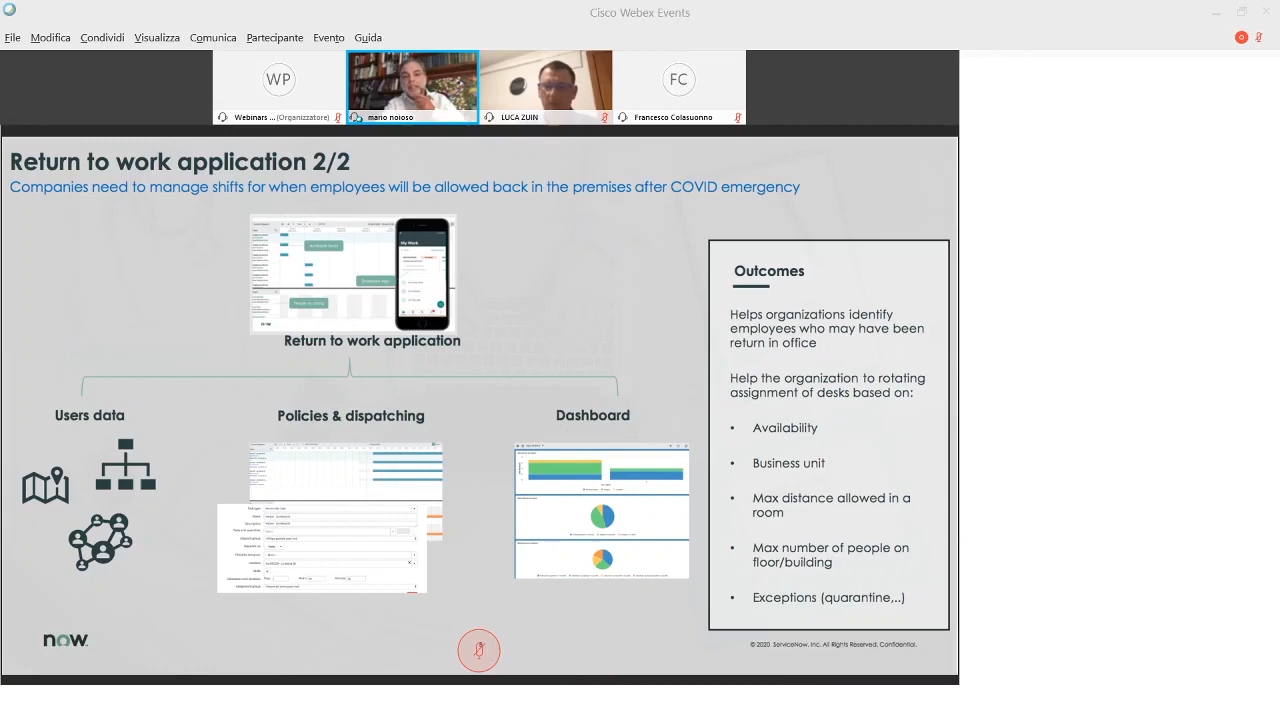 Cisco Webex Events
File Modifica Condividi Visualizza Comunica Partecipante Evento Guida
WP
FC
Webinars ... (Organizzatore)
mario noioso
LUCA ZUIN
Francesco Colasuonno
Return to work application 2/2
Companies need to manage shifts for when employees will be allowed back in the premises after COVID emergency
My Work
Return to work application
Users data
Policies & dispatching
Dashboard
Outcomes
Helps organizations identify
employees who may have been
return in office
Help the organization to rotating
assignment of desks based on:
• Availability
• Business unit
• Max distance allowed in a
room
• Max number of people on
floor/building
• Exceptions (quarantine,..)
now.
© 2020 ServiceNow, Inc. All Rights Reserved. Confidential.